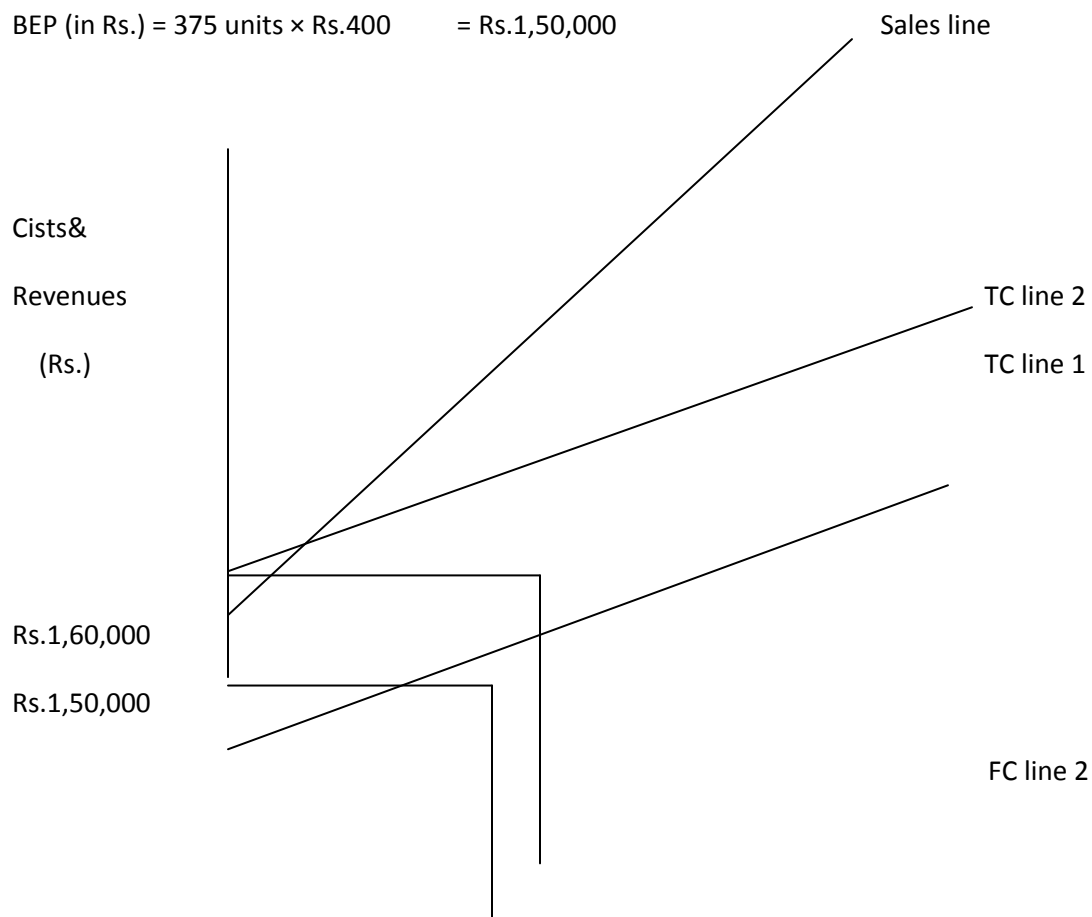 BEP (in Rs.) = 375 units × Rs.400 = Rs.1,50,000
Sales line
Cists&
Revenues
TC line 2
(Rs.)
TC line 1
Rs.1,60,000
Rs.1,50,000
FC line 2